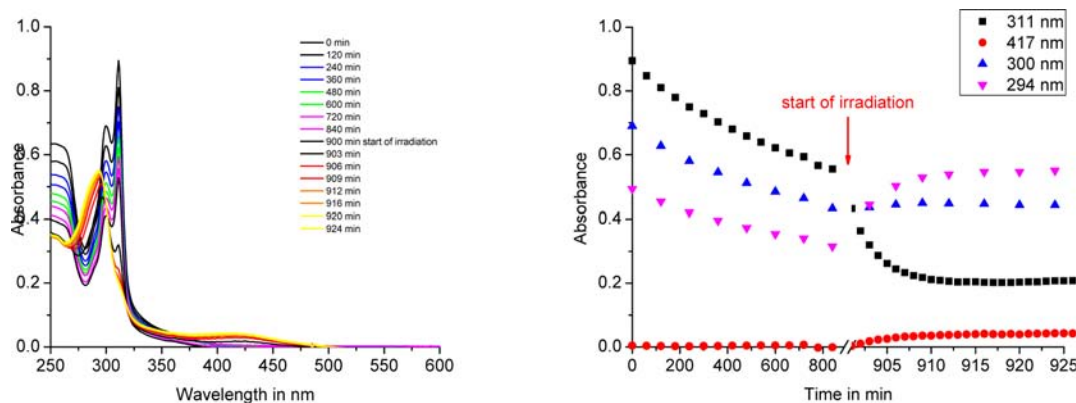 1.0
0.8
0.6
0.4
0.2
0.0
Absorbance
250 300 350 400 450 500 550 600
Wavelength in nm
0 min
120 min
240 min
360 min
480 min
600 min
720 min
840 min
900 min start of irradiation
903 min
906 min
909 min
912 min
916 min
920 min
924 min
1.0
0.8
0.6
0.4
0.2
0.0
Absorbance
0 200 400 600 800 905 910 915 920 925
Time in min
start of irradiation
311 nm
417 nm
300 nm
294 nm